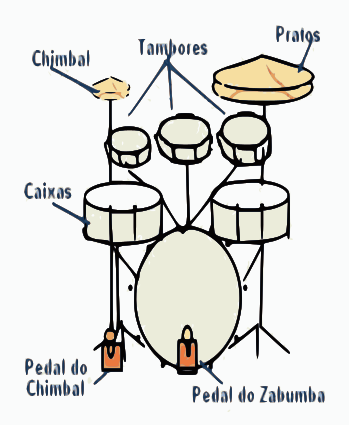 Pratos
Tambores
Chimbal
Caixas
Pedal do
Chimbal
Pedal do Zabumba